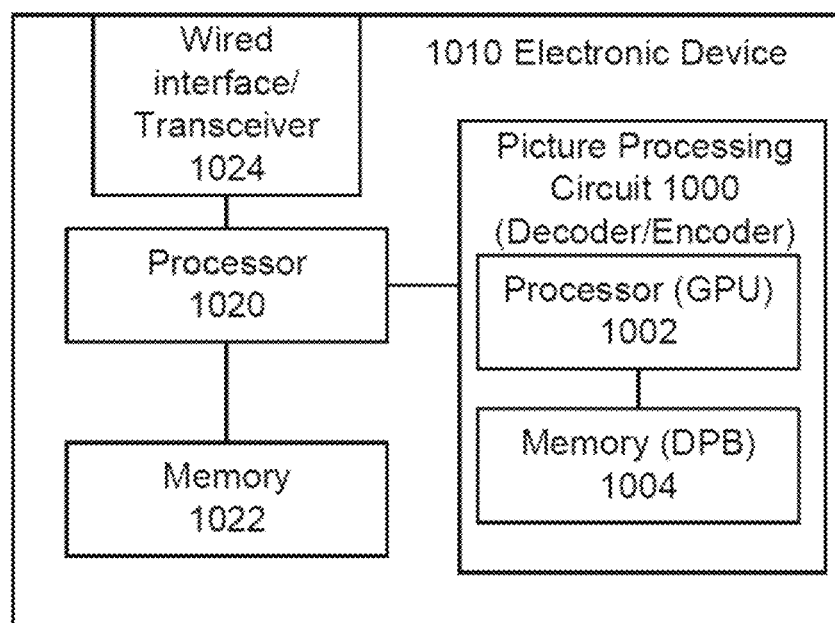 Wired
interface/
Transceiver
1024
1010 Electronic Device
Processor
1020
Memory
1022
Picture Processing
Circuit 1000
(Decoder/Encoder)
Processor (GPU)
1002
Memory (DPB)
1004